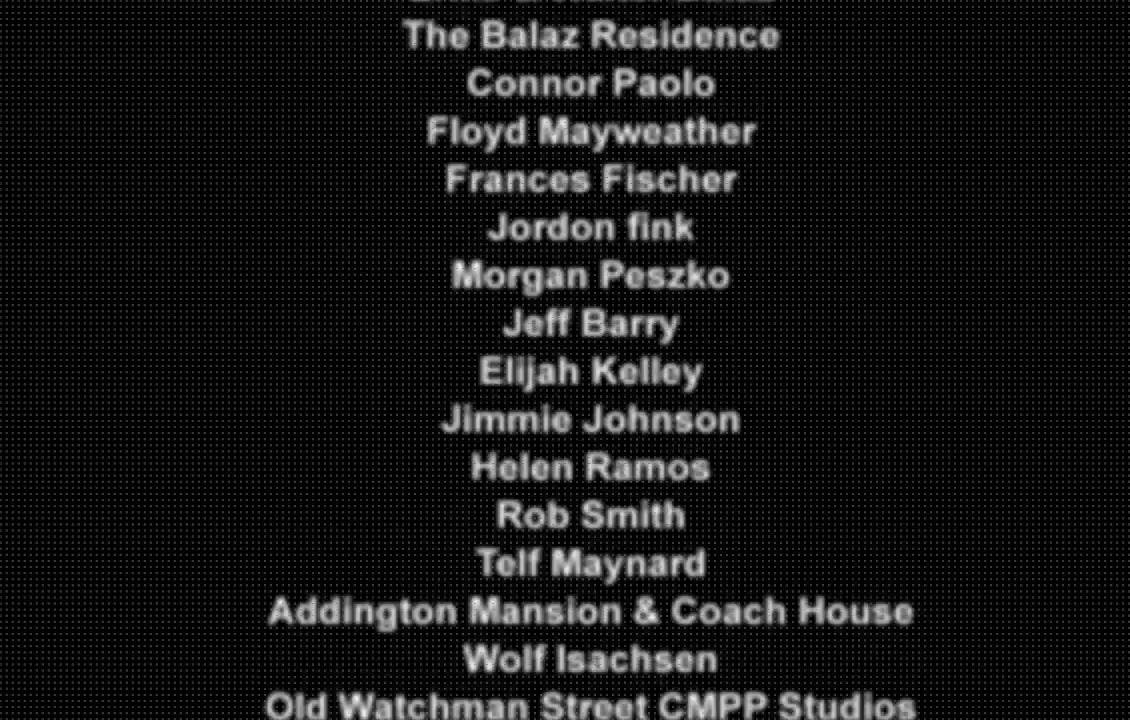 The Balaz Residence
Connor Paolo
Floyd Mayweather
Frances Fischer
Jordon fink
Morgan Peszko
Jeff Barry
Elijah Kelley
Jimmie Johnson
Helen Ramos
Rob Smith
Telf Maynard
Addington Mansion & Coach House
Wolf Isachsen
Old Watchman Street CMPP Studios